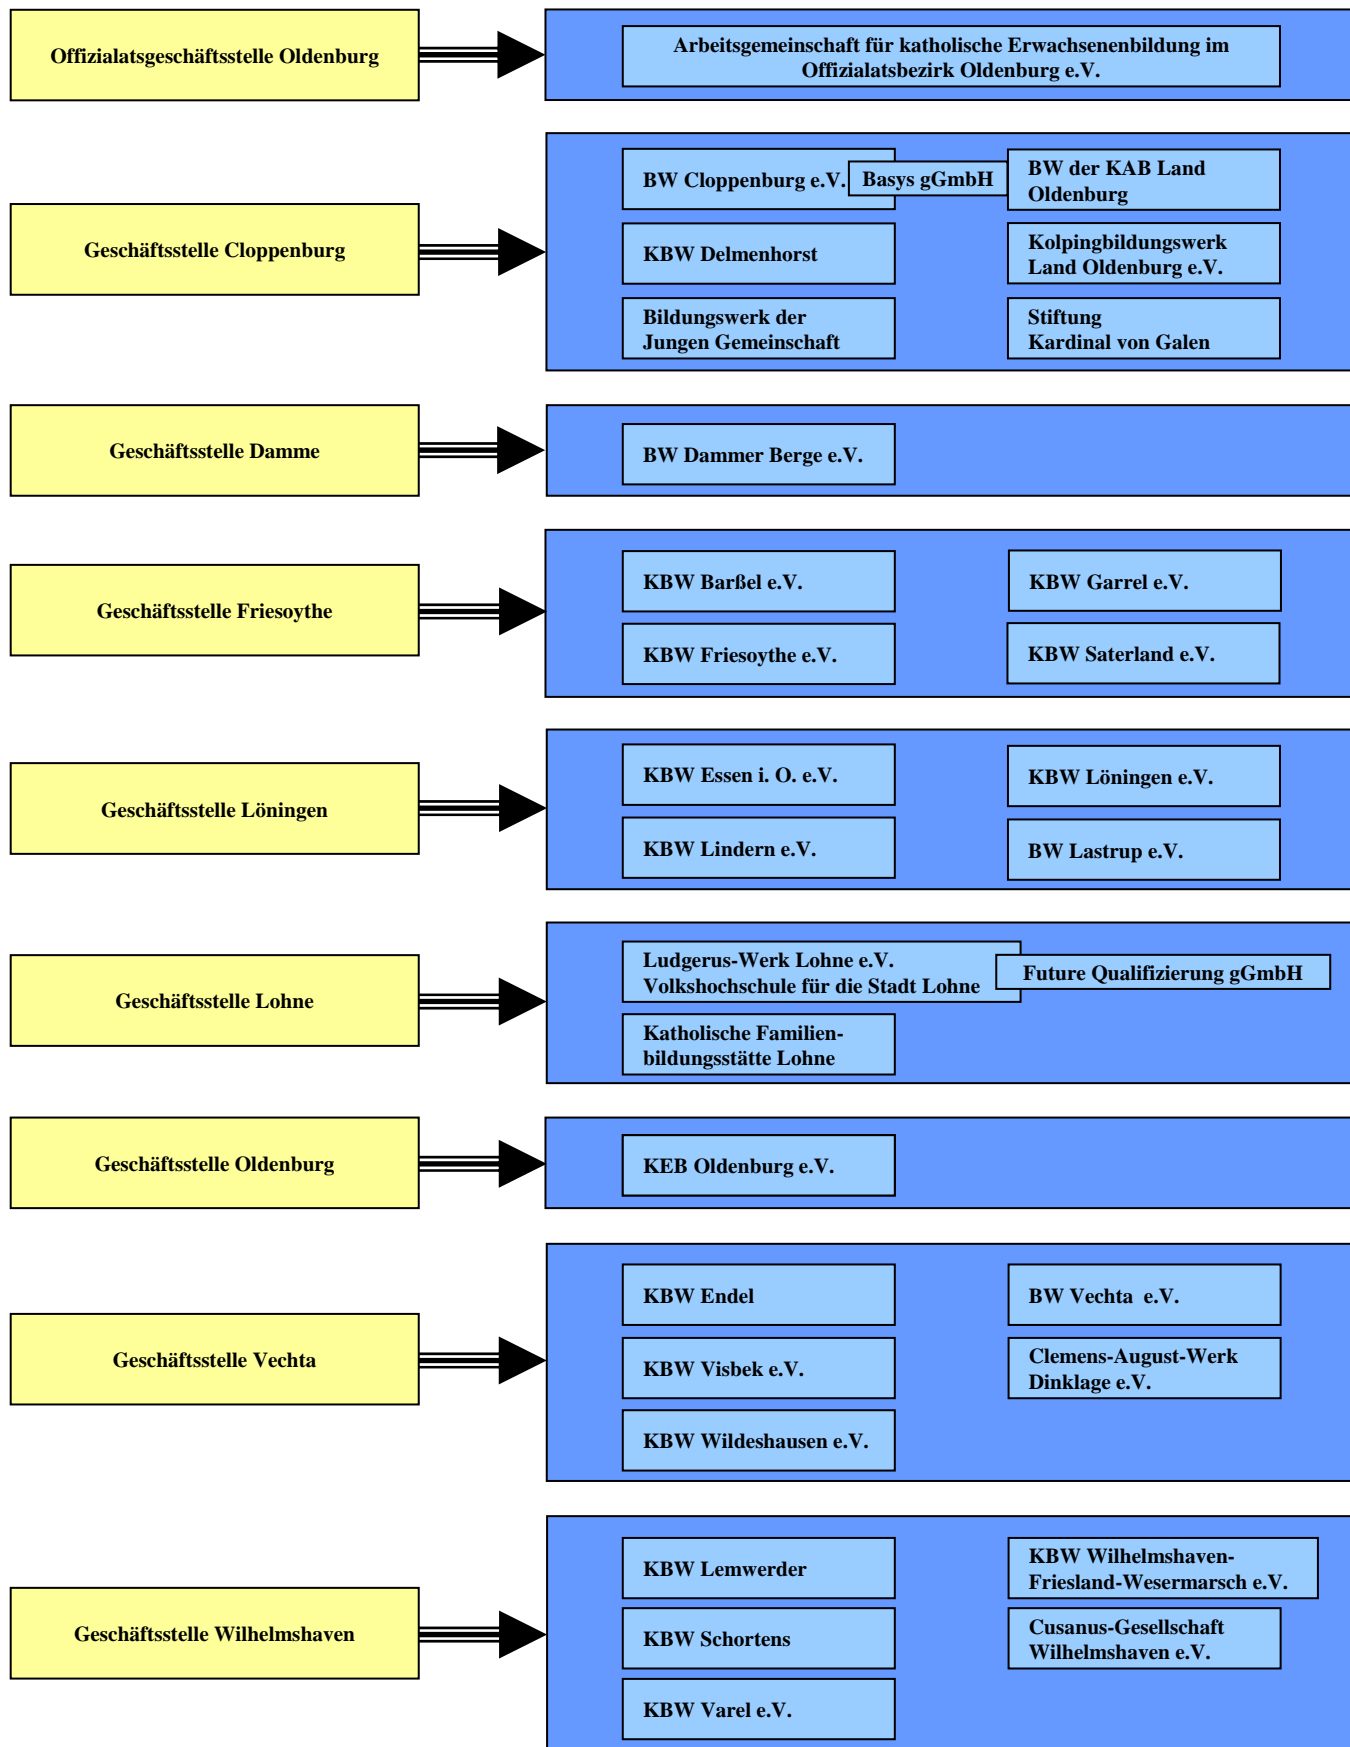 Offizialatsgeschäftsstelle Oldenburg
Arbeitsgemeinschaft für katholische Erwachsenenbildung im
Offizialatsbezirk Oldenburg e.V.
Geschäftsstelle Cloppenburg
BW Cloppenburg e.V.
Basys gGmbH
BW der KAB Land
Oldenburg
KBW Delmenhorst
Kolpingbildungswerk
Land Oldenburg e.V.
Bildungswerk der
Jungen Gemeinschaft
Stiftung
Kardinal von Galen
Geschäftsstelle Damme
BW Dammer Berge e.V.
Geschäftsstelle Friesoythe
KBW Barßel e.V.
KBW Garrel e.V.
KBW Friesoythe e.V.
KBW Saterland e.V.
Geschäftsstelle Löningen
KBW Essen i. O. e.V.
KBW Löningen e.V.
KBW Lindern e.V.
BW Lastrup e.V.
Geschäftsstelle Lohne
Ludgerus-Werk Lohne e.V.
Volkshochschule für die Stadt Lohne
Future Qualifizierung gGmbH
Katholische Familien-
bildungsstätte Lohne
Geschäftsstelle Oldenburg
KEB Oldenburg e.V.
Geschäftsstelle Vechta
KBW Endel
BW Vechta e.V.
KBW Visbek e.V.
Clemens-August-Werk
Dinklage e.V.
KBW Wildeshausen e.V.
Geschäftsstelle Wilhelmshaven
KBW Lemwerder
KBW Wilhelmshaven-
Friesland-Wesermarsch e.V.
KBW Schortens
Cusanus-Gesellschaft
Wilhelmshaven e.V.
KBW Varel e.V.